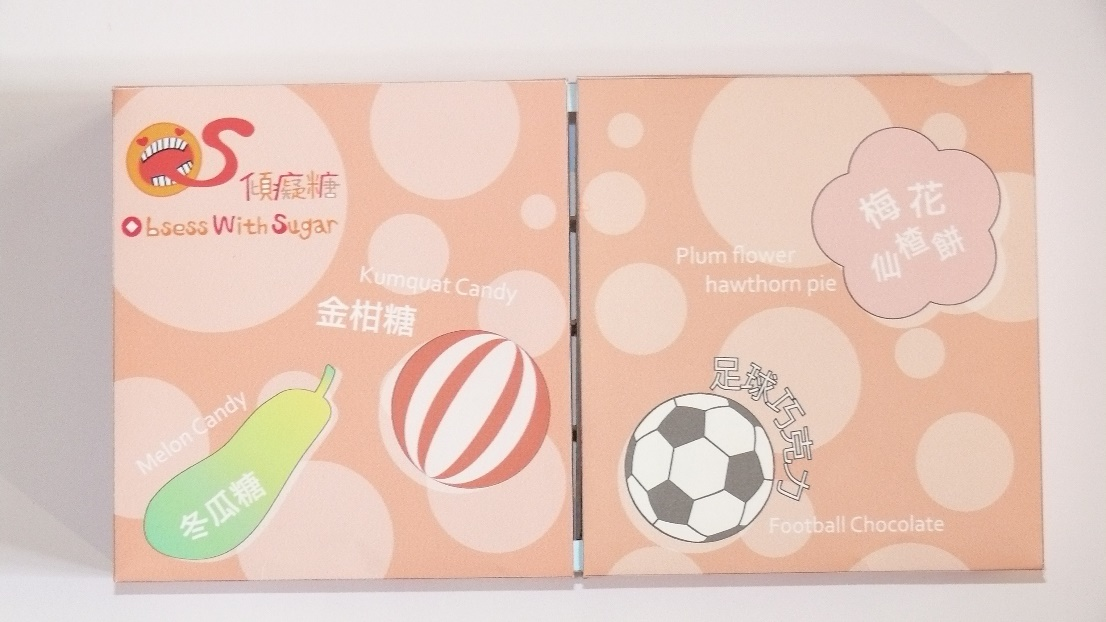 OS
傾癡糖
Obsess With Sugar
Kumquat Candy
金柑糖
Melon Candy
冬瓜糖
梅花
仙楂餅
Plum flower
hawthorn pie
足球巧克力
Football Chocolate